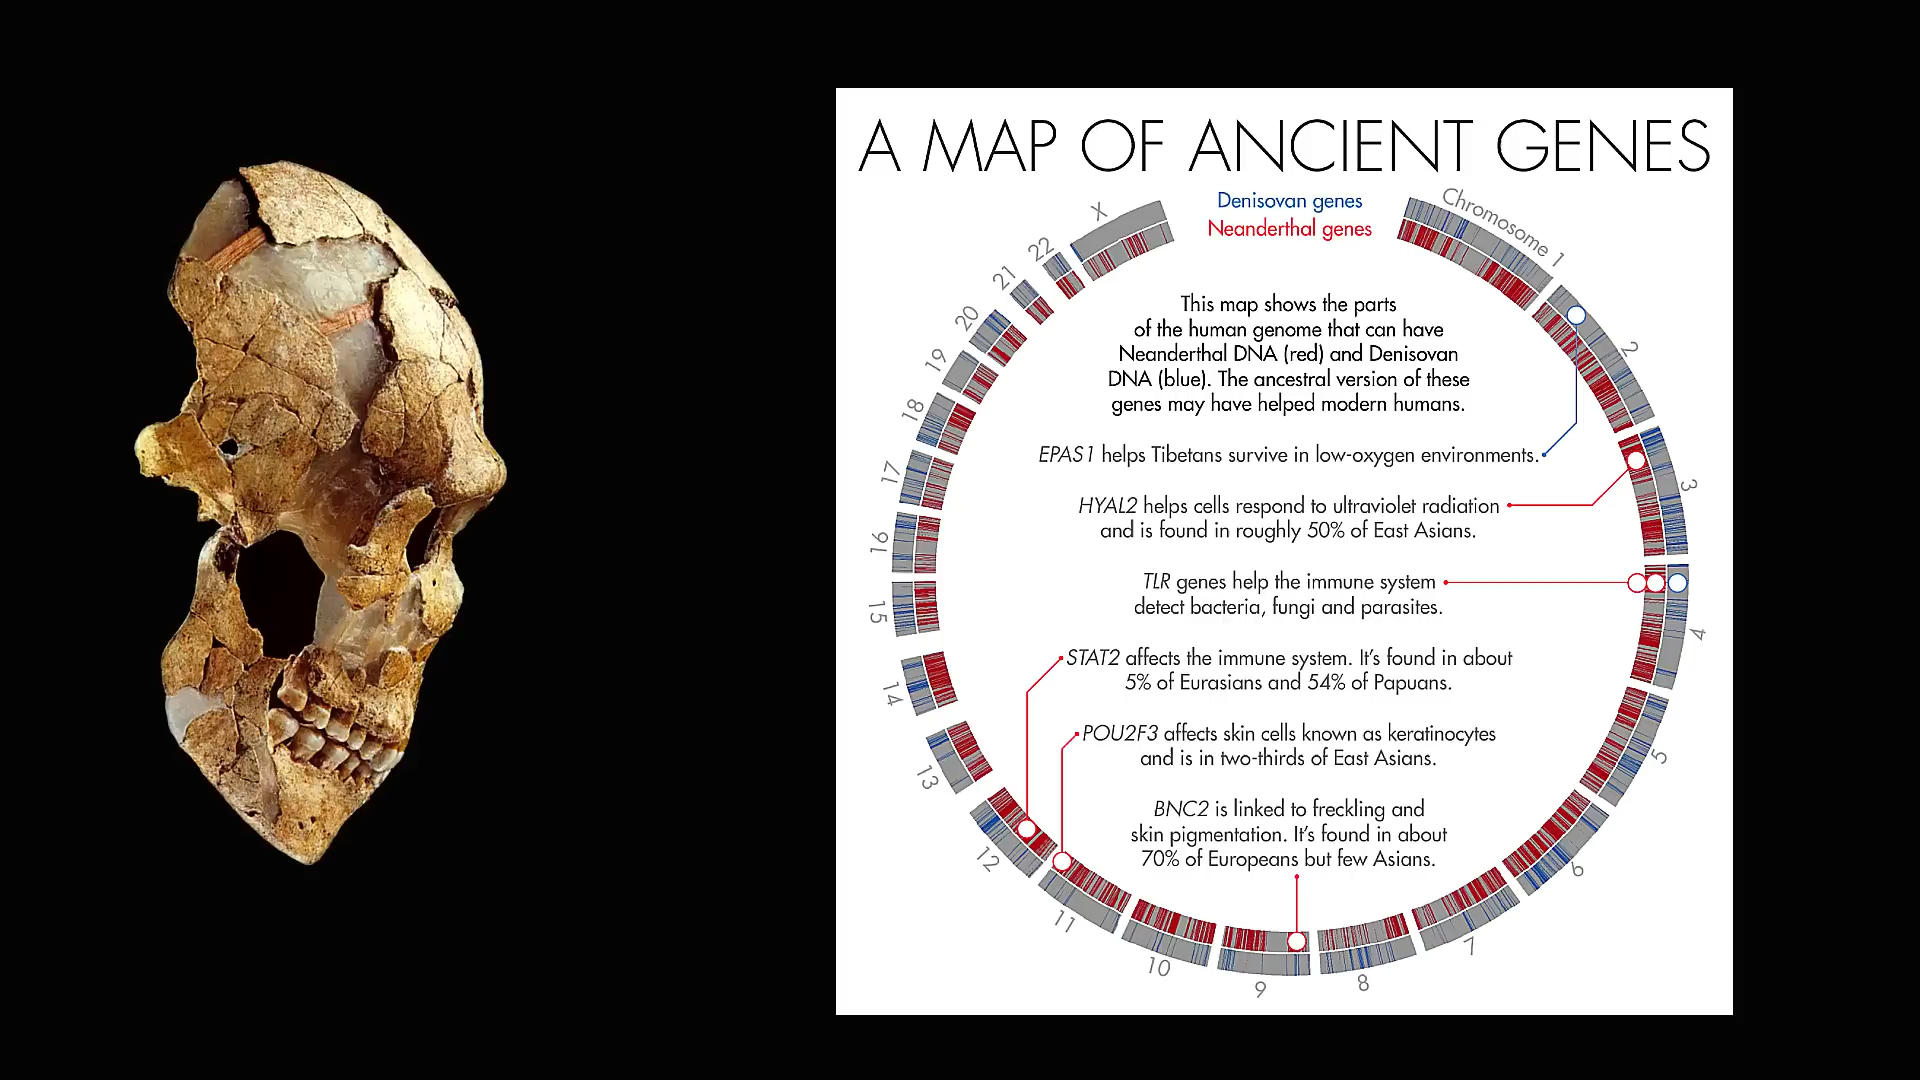 A MAP OF ANCIENT GENES
Denisovan genes
Neanderthal genes
Chromosome 1
2
3
4
5
6
7
8
9
10
11
12
13
14
15
16
17
18
19
20
21
22
X
This map shows the parts
of the human genome that can have
Neanderthal DNA (red) and Denisovan
DNA (blue). The ancestral version of these
genes may have helped modern humans.
EPAS1 helps Tibetans survive in low-oxygen environments.
HYAL2 helps cells respond to ultraviolet radiation
and is found in roughly 50% of East Asians.
TLR genes help the immune system
detect bacteria, fungi and parasites.
STAT2 affects the immune system. It's found in about
5% of Eurasians and 54% of Papuans.
POU2F3 affects skin cells known as keratinocytes
and is in two-thirds of East Asians.
BNC2 is linked to freckling and
skin pigmentation. It's found in about
70% of Europeans but few Asians.